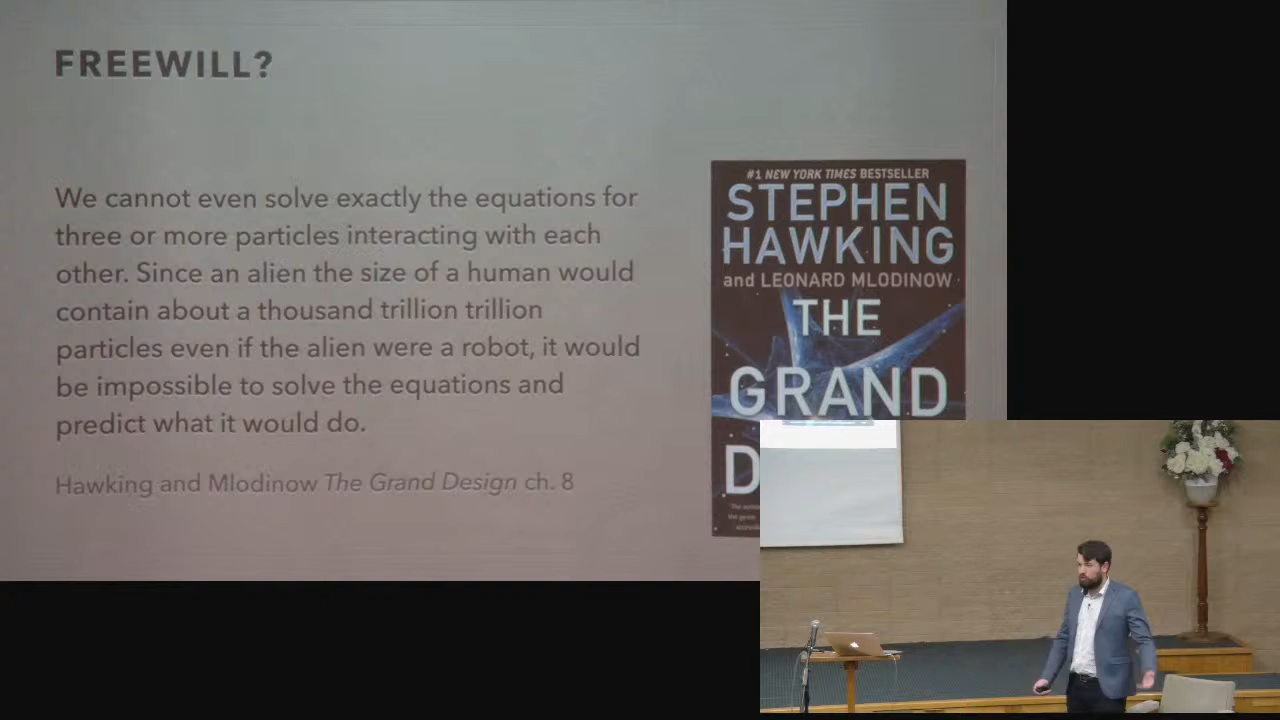 FREEWILL?
We cannot even solve exactly the equations for
three or more particles interacting with each
other. Since an alien the size of a human would
contain about a thousand trillion trillion
particles even if the alien were a robot, it would
be impossible to solve the equations and
predict what it would do.
Hawking and Mlodinow The Grand Design ch. 8
#1 NEW YORK TIMES BESTSELLER
STEPHEN
HAWKING
and LEONARD MLODINOW
THE
GRAND
D